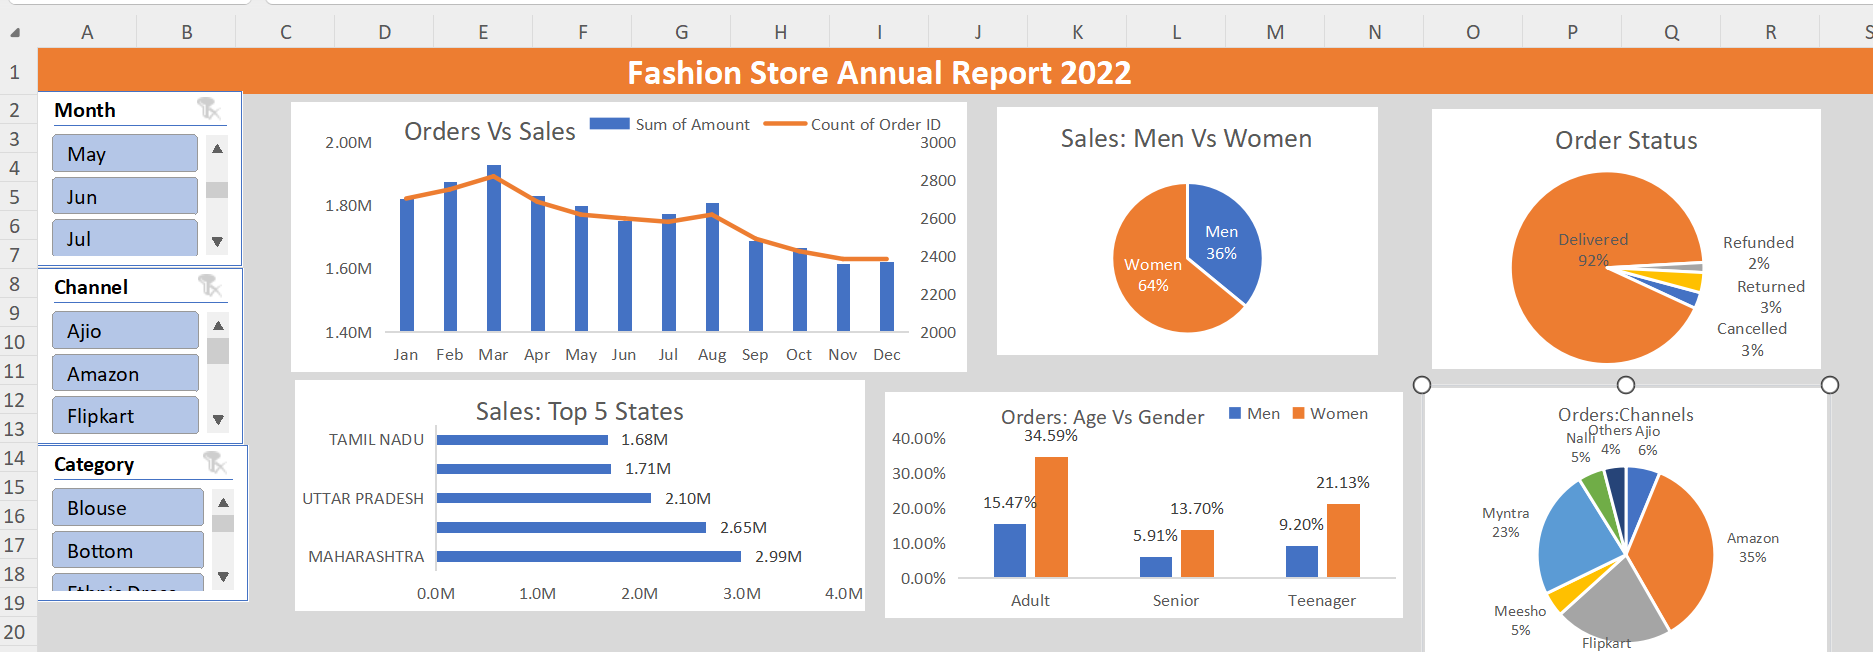 A B C D E F G H I J K L M N O P Q R S
1 Fashion Store Annual Report 2022
2
3
4
5
6
7
8
9
10
11
12
13
14
15
16
17
18
19
20
Month
May
Jun
Jul
Channel
Ajio
Amazon
Flipkart
Category
Blouse
Bottom
Orders Vs Sales
Sum of Amount
Count of Order ID
2.00M
1.80M
1.60M
1.40M
3000
2800
2600
2400
2200
2000
Jan Feb Mar Apr May Jun Jul Aug Sep Oct Nov Dec
Sales: Men Vs Women
Men
36%
Women
64%
Order Status
Delivered
92%
Refunded
2%
Returned
3%
Cancelled
3%
Sales: Top 5 States
TAMIL NADU 1.68M
1.71M
UTTAR PRADESH 2.10M
2.65M
MAHARASHTRA 2.99M
0.0M 1.0M 2.0M 3.0M 4.0M
Orders: Age Vs Gender
Men Women
40.00%
30.00%
20.00%
10.00%
0.00%
15.47%
34.59%
5.91%
13.70%
9.20%
21.13%
Adult Senior Teenager
Orders:Channels
Nalli
5%
Others
4%
Ajio
6%
Myntra
23%
Amazon
35%
Meesho
5%
Flipkart